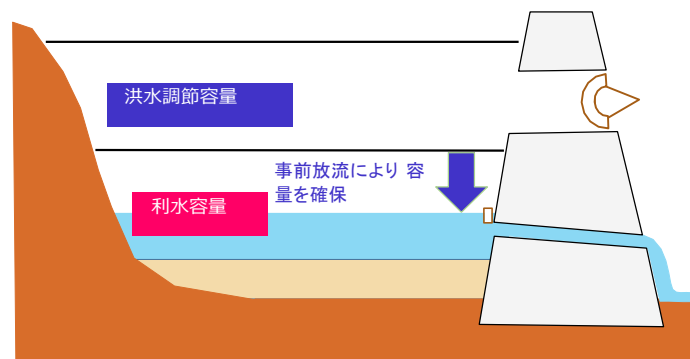 洪水調節容量
事前放流により 容
量を確保
利水容量